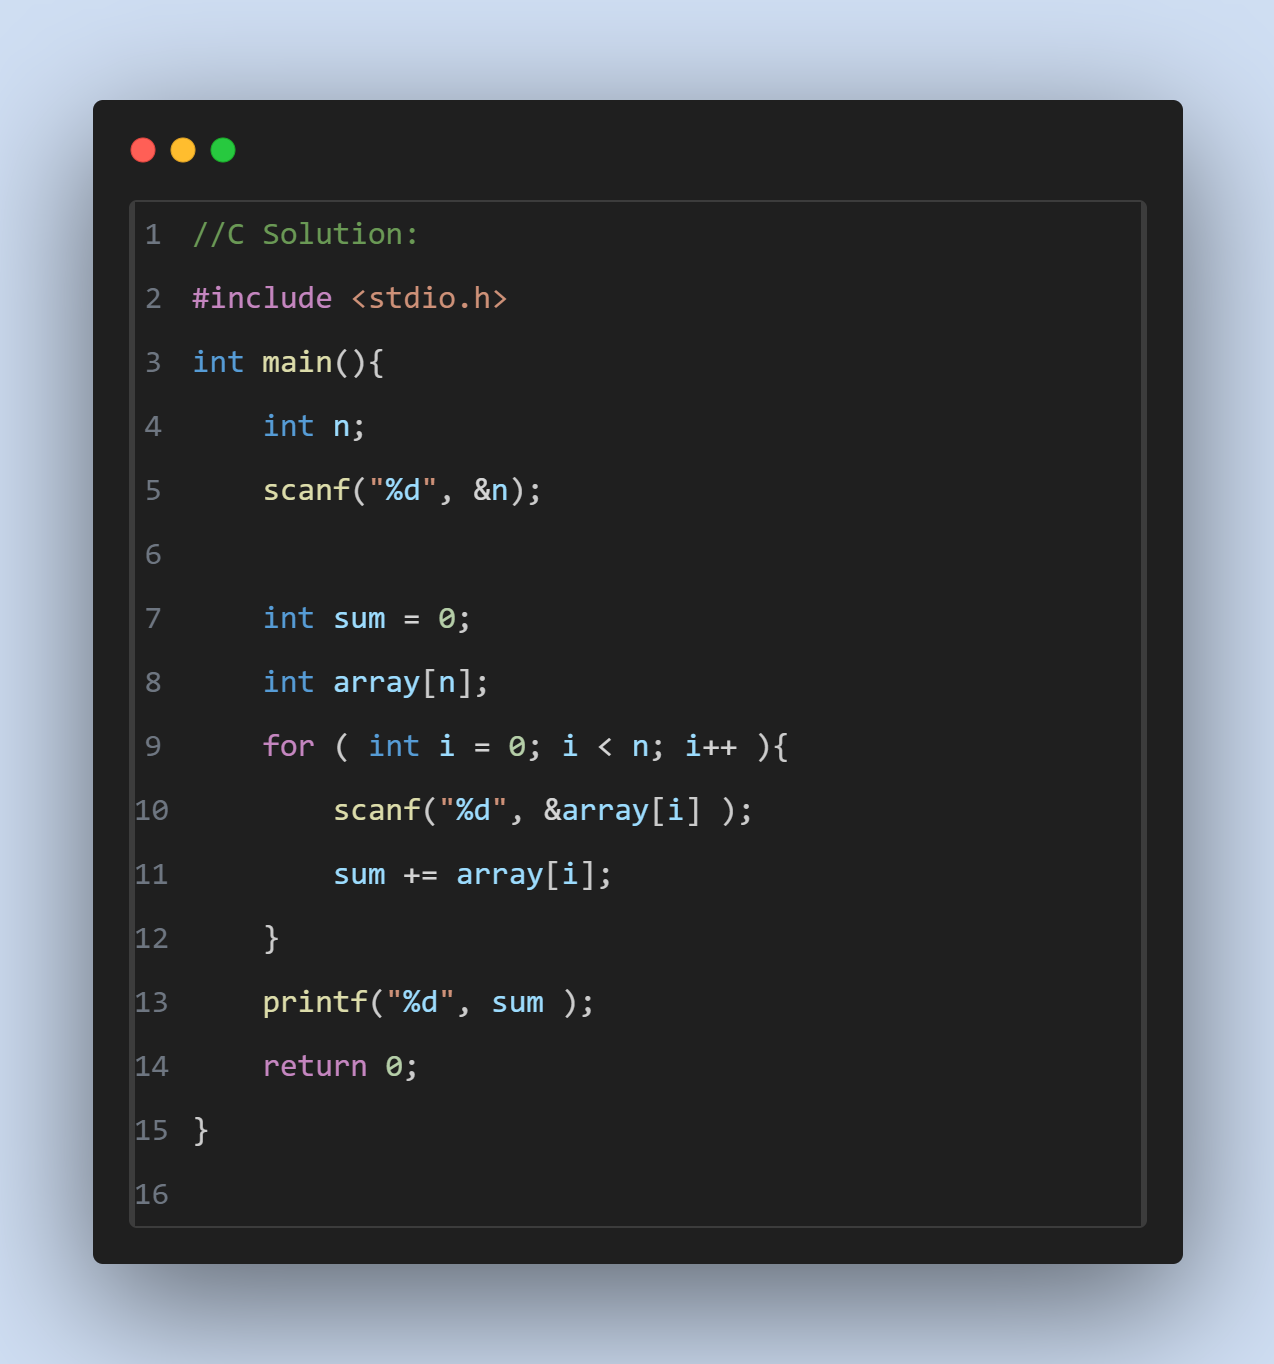 1 //C Solution:
2 #include <stdio.h>
3 int main(){
4     int n;
5     scanf("%d", &n);
6
7     int sum = 0;
8     int array[n];
9     for ( int i = 0; i < n; i++ ){
10         scanf("%d", &array[i] );
11         sum += array[i];
12     }
13     printf("%d", sum );
14     return 0;
15 }
16